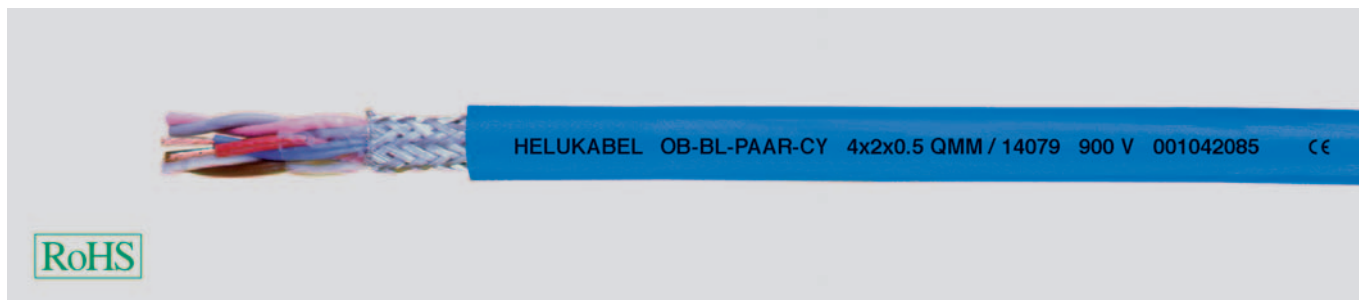 HELUKABEL OB-BL-PAAR-CY 4x2x0.5 QMM / 14079 900 V 001042085 CE
RoHS